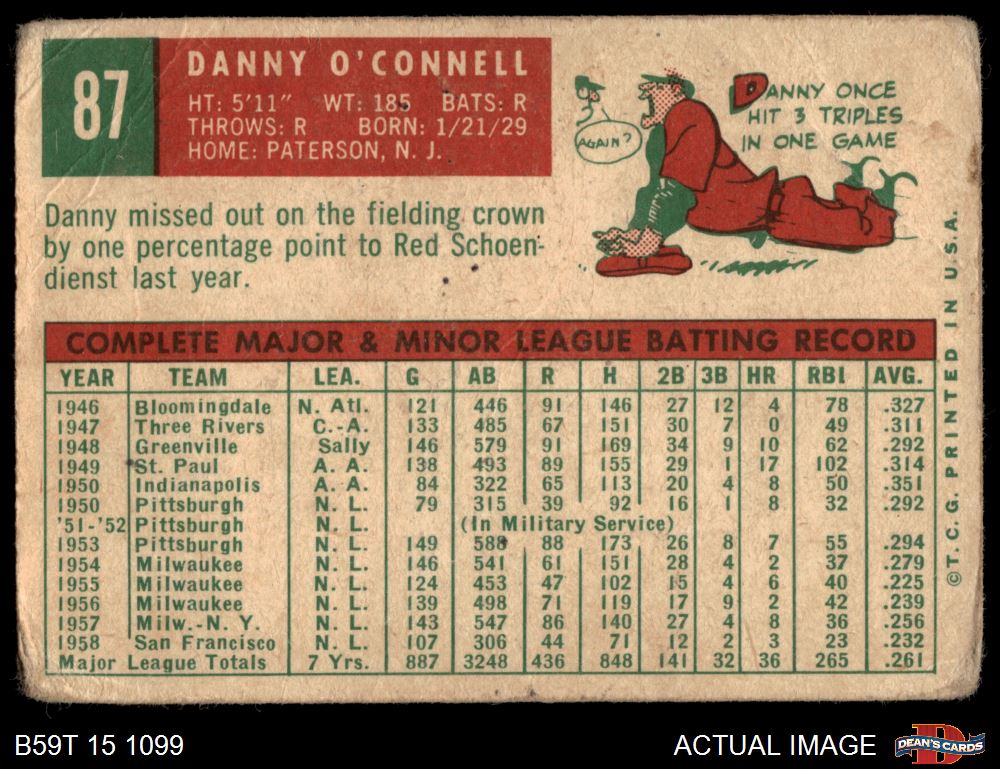 87
DANNY O'CONNELL
HT: 5'11" WT: 185 BATS: R
THROWS: R BORN: 1/21/29
HOME: PATERSON, N. J.
AGAIN?
DANNY ONCE
HIT 3 TRIPLES
IN ONE GAME
Danny missed out on the fielding crown
by one percentage point to Red Schoen-
dienst last year.
COMPLETE MAJOR & MINOR LEAGUE BATTING RECORD
YEAR TEAM LEA. G AB R H 2B 3B HR RBI AVG.
1946 Bloomingdale N. Atl. 121 446 91 146 27 12 4 78 .327
1947 Three Rivers C.-A. 133 485 67 151 30 7 0 49 .311
1948 Greenville Sally 146 579 91 169 34 9 10 62 .292
1949 St. Paul A. A. 138 493 89 155 29 1 17 102 .314
1950 Indianapolis A. A. 84 322 65 113 20 4 8 50 .351
1950 Pittsburgh N. L. 79 315 39 92 16 1 8 32 .292
'51-'52 Pittsburgh N. L. (In Military Service)
1953 Pittsburgh N. L. 149 588 88 173 26 8 7 55 .294
1954 Milwaukee N. L. 146 541 61 151 28 4 2 37 .279
1955 Milwaukee N. L. 124 453 47 102 15 4 6 40 .225
1956 Milwaukee N. L. 139 498 71 119 17 9 2 42 .239
1957 Milw.-N. Y. N. L. 143 547 86 140 27 4 8 36 .256
1958 San Francisco N. L. 107 306 44 71 12 2 3 23 .232
Major League Totals 7 Yrs. 887 3248 436 848 141 32 36 265 .261
©T.C.G. PRINTED IN U.S.A.
B59T 15 1099
ACTUAL IMAGE
D
DEAN'S CARDS